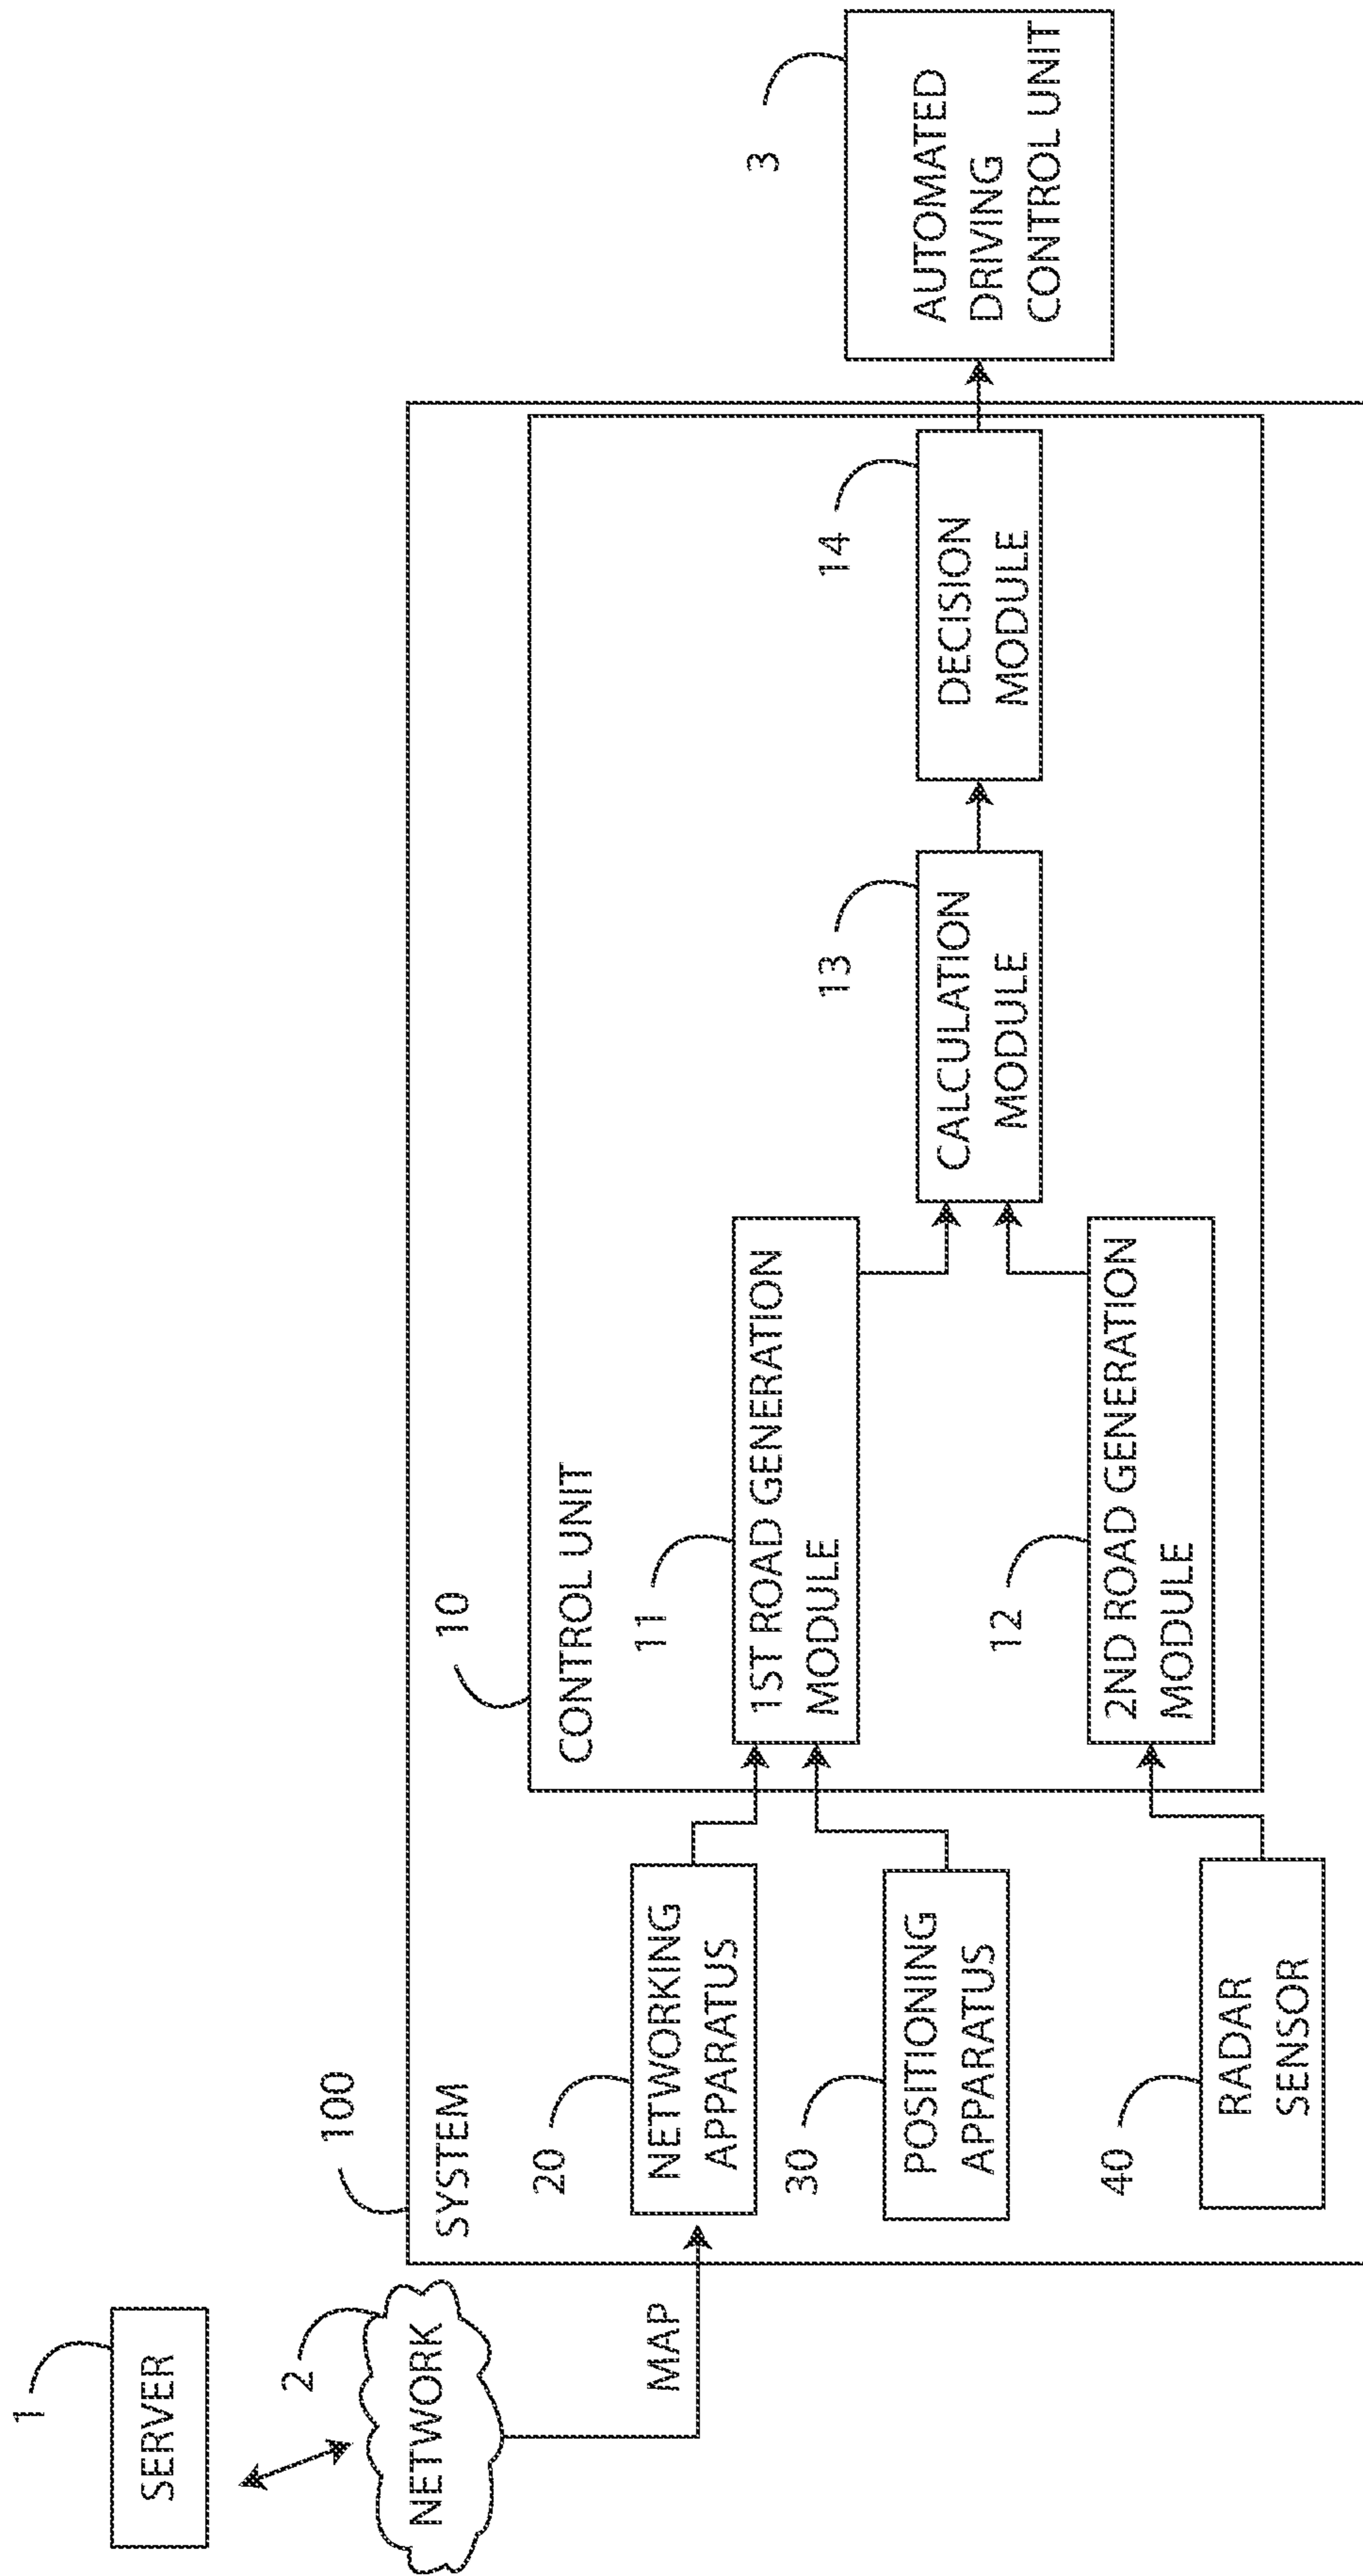 1
SERVER
2
NETWORK
MAP
100
SYSTEM
20
NETWORKING
APPARATUS
30
POSITIONING
APPARATUS
40
RADAR
SENSOR
10
CONTROL UNIT
11
1ST ROAD GENERATION
MODULE
12
2ND ROAD GENERATION
MODULE
13
CALCULATION
MODULE
14
DECISION
MODULE
3
AUTOMATED
DRIVING
CONTROL UNIT